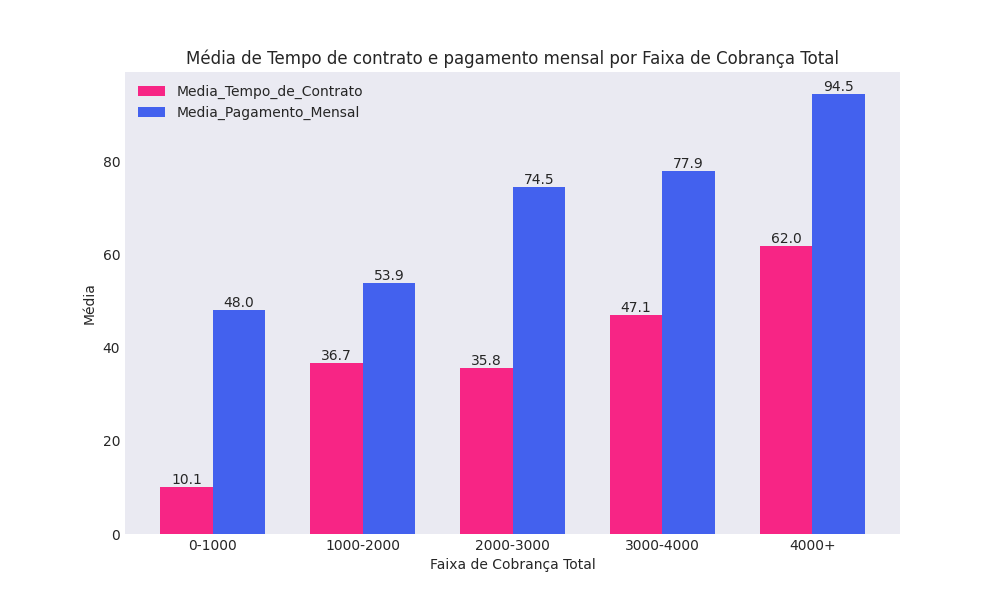 Média de Tempo de contrato e pagamento mensal por Faixa de Cobrança Total
Media_Tempo_de_Contrato
Media_Pagamento_Mensal
94.5
80
77.9
74.5
62.0
60
53.9
48.0
47.1
40
36.7
35.8
20
10.1
0
Média
0-1000 1000-2000 2000-3000 3000-4000 4000+
Faixa de Cobrança Total